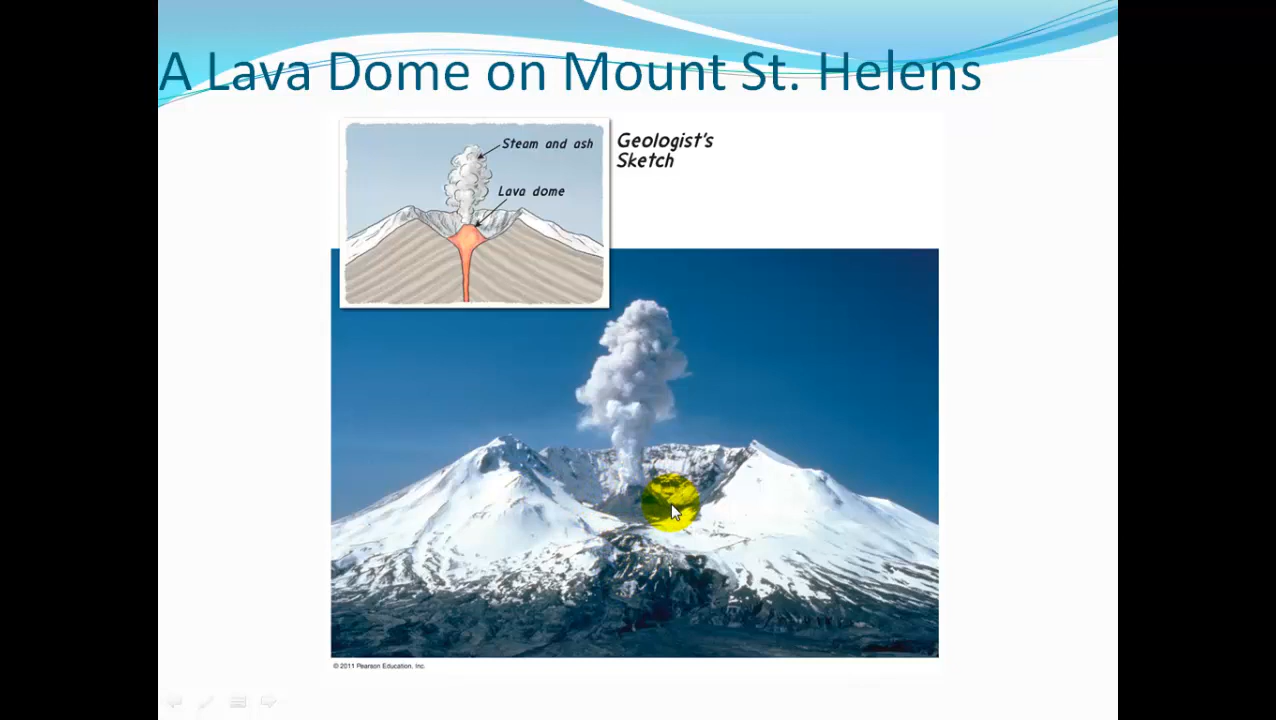 A Lava Dome on Mount St. Helens
Steam and ash
Lava dome
Geologist's
Sketch
© 2011 Pearson Education, Inc.